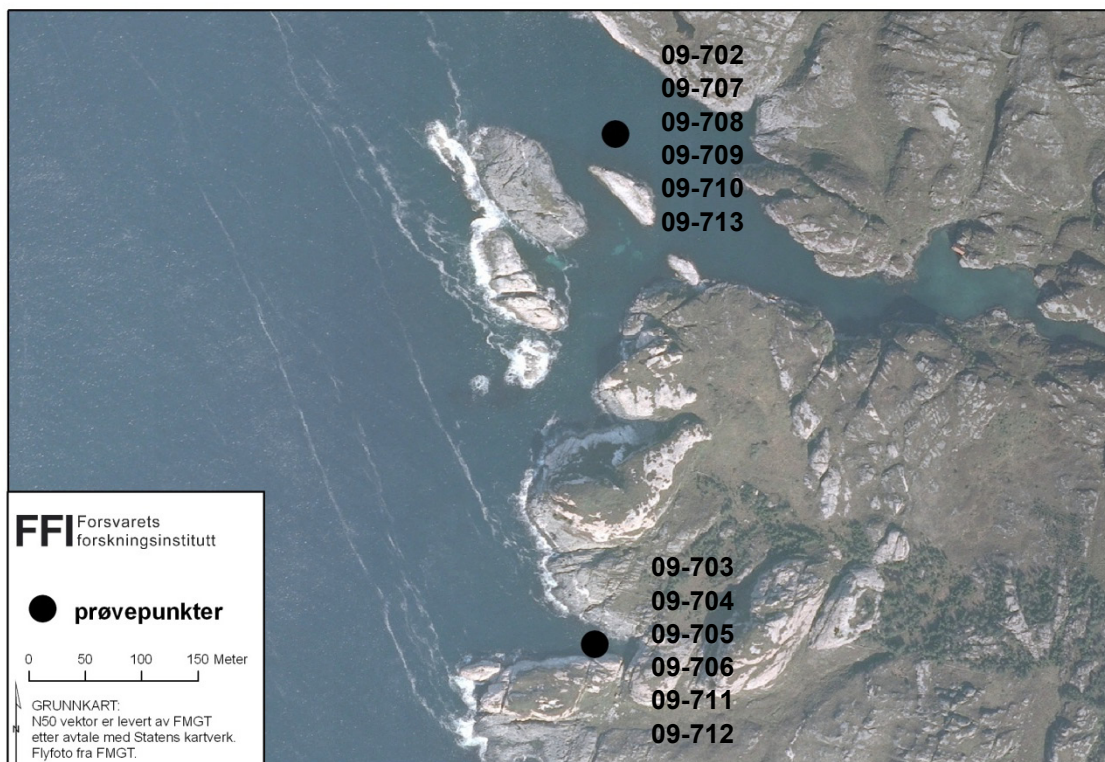 09-702
09-707
09-708
09-709
09-710
09-713
09-703
09-704
09-705
09-706
09-711
09-712
FFI Forsvarets
forskningsinstitutt
prøvepunkter
0 50 100 150 Meter
N
GRUNNKART:
N50 vektor er levert av FMGT
etter avtale med Statens kartverk.
Flyfoto fra FMGT.